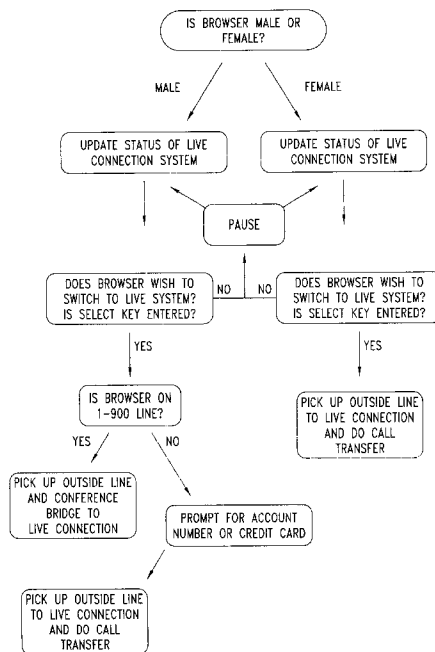 IS BROWSER MALE OR
FEMALE?
MALE
FEMALE
UPDATE STATUS OF LIVE
CONNECTION SYSTEM
UPDATE STATUS OF LIVE
CONNECTION SYSTEM
PAUSE
DOES BROWSER WISH TO
SWITCH TO LIVE SYSTEM?
IS SELECT KEY ENTERED?
NO
NO
DOES BROWSER WISH TO
SWITCH TO LIVE SYSTEM?
IS SELECT KEY ENTERED?
YES
YES
IS BROWSER ON
1-900 LINE?
PICK UP OUTSIDE LINE
TO LIVE CONNECTION
AND DO CALL
TRANSFER
YES
NO
PICK UP OUTSIDE LINE
AND CONFERENCE
BRIDGE TO
LIVE CONNECTION
PROMPT FOR ACCOUNT
NUMBER OR CREDIT CARD
PICK UP OUTSIDE LINE
TO LIVE CONNECTION
AND DO CALL
TRANSFER